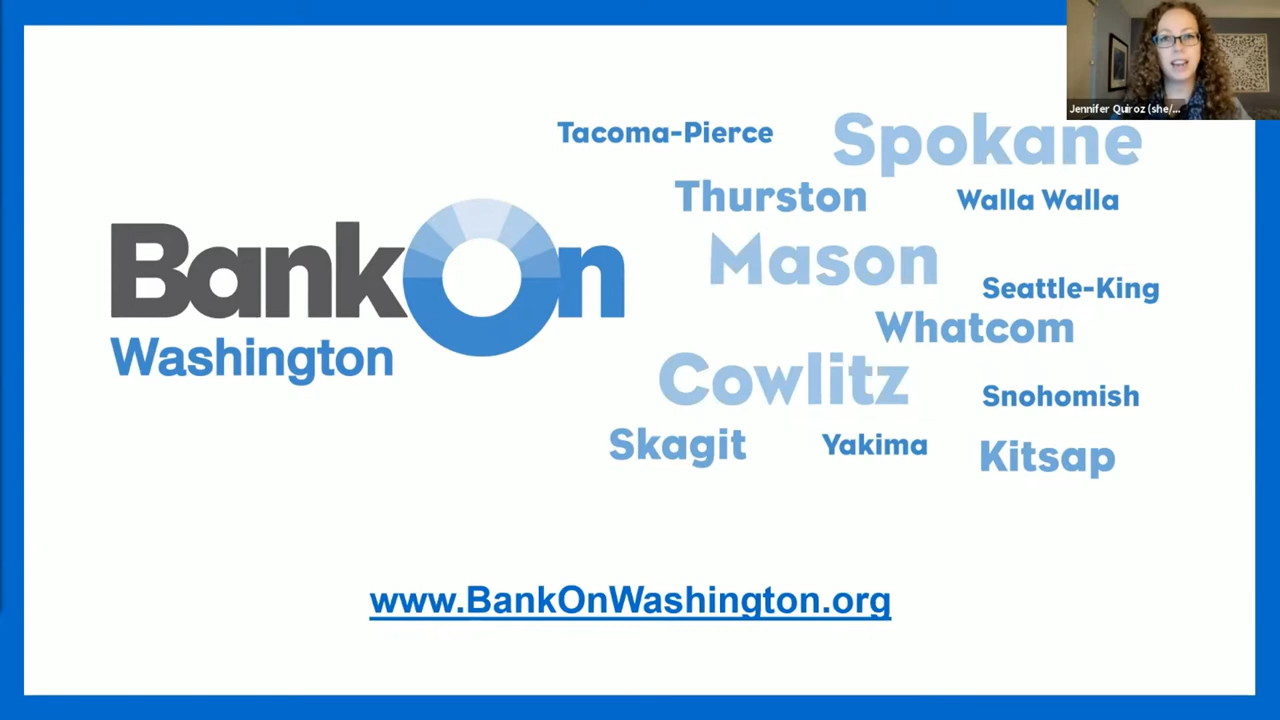 Jennifer Quiroz (she/...
Tacoma-Pierce
Spokane
Thurston
Walla Walla
BankOn
Washington
Mason
Seattle-King
Whatcom
Cowlitz
Snohomish
Skagit
Yakima
Kitsap
www.BankOnWashington.org